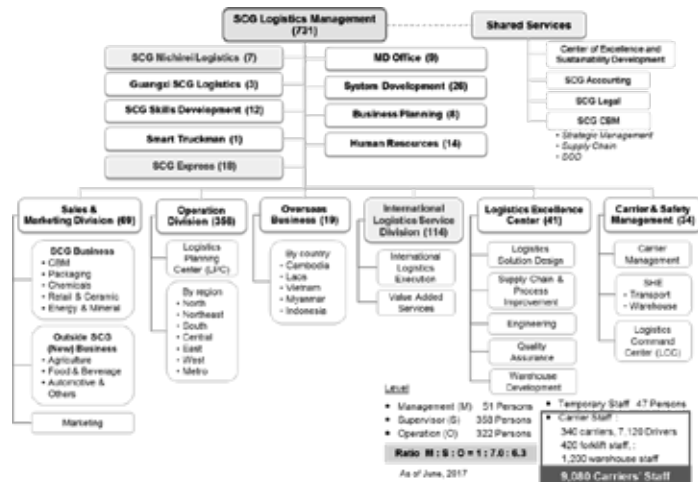 SCG Logistics Management
(731)
Shared Services
SCG Nichirei Logistics (7)
Guangxi SCG Logistics (3)
SCG Skills Development (12)
Smart Truckman (1)
SCG Express (18)
MD Office (9)
System Development (26)
Business Planning (8)
Human Resources (14)
Center of Excellence and
Sustainability Development
SCG Accounting
SCG Legal
SCG CBM
• Strategic Management
• Supply Chain
Sales &
Marketing Division (69)
SCG Business
• CBM
• Packaging
• Chemicals
• Retail & Ceramic
• Energy & Mineral
Outside SCG
(New) Business
• Agriculture
• Food & Beverage
• Automotive &
Others
Marketing
Operation
Division (356)
Logistics
Planning
Center (LPC)
By region
• North
• Northeast
• South
• Central
• East
• West
• Metro
Overseas
Business (19)
By country
- Cambodia
- Laos
- Vietnam
- Myanmar
- Indonesia
International
Logistics Service
Division (114)
International
Logistics
Execution
Value Added
Services
Logistics Excellence
Center (41)
Logistics
Solution Design
Supply Chain &
Process
Improvement
Engineering
Quality
Assurance
Warehouse
Development
Carrier & Safety
Management (34)
Carrier
Management
SHE
- Transport
- Warehouse
Logistics
Command
Center (LCC)
Level
• Management (M) 51 Persons
• Supervisor (S) 358 Persons
• Operation (O) 322 Persons
Ratio M : S : O = 1 : 7.0 : 6.3
As of June, 2017
• Temporary Staff 47 Persons
• Carrier Staff :
340 carriers, 7,120 Drivers
420 forklift staff, :
1,200 warehouse staff
9,080 Carriers' Staff